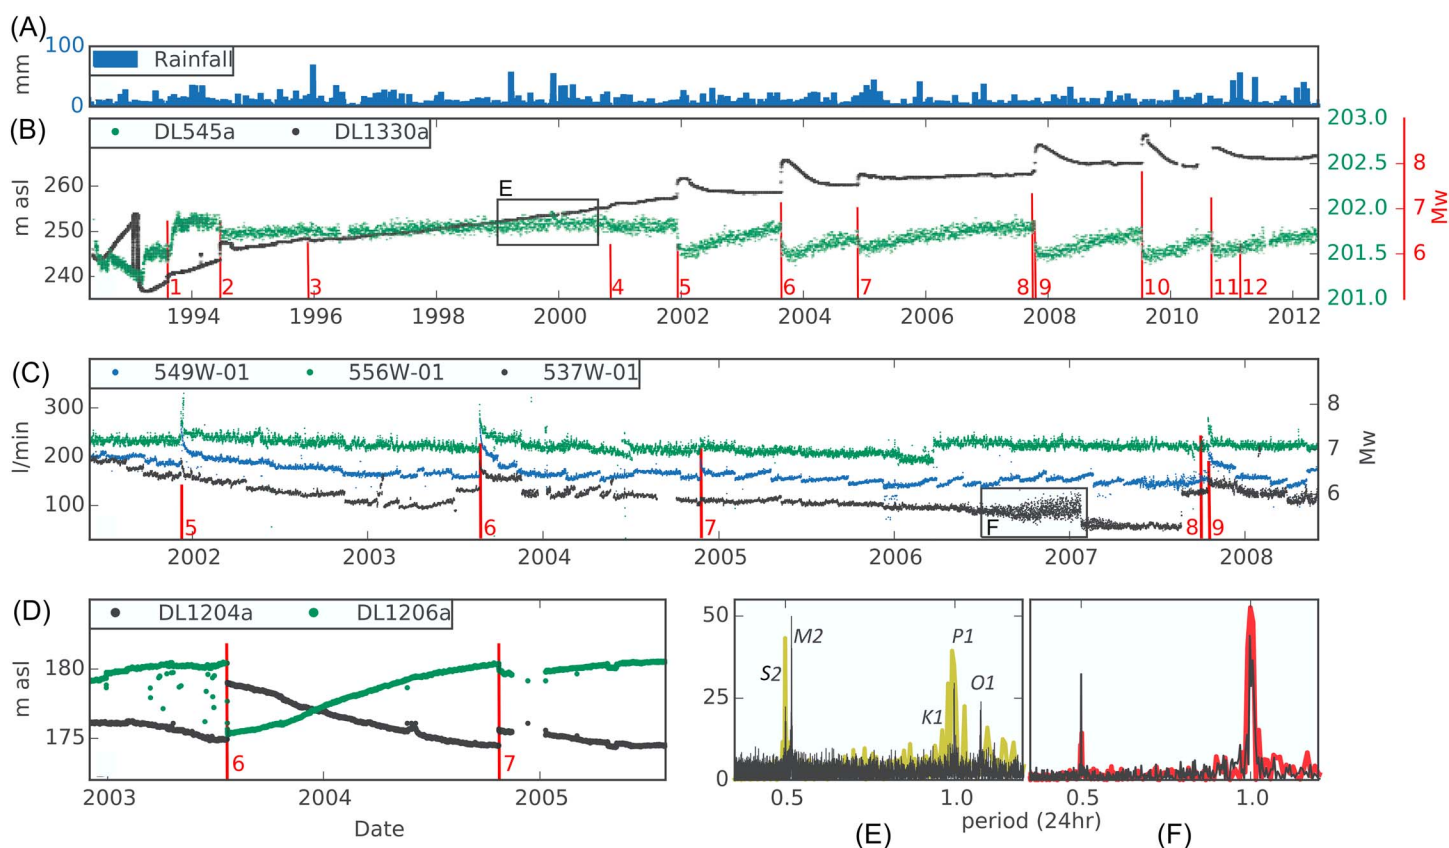 (A)
100
mm
0
Rainfall
(B)
DL545a DL1330a
m asl
260
250
240
E
1 2 3 4 5 6 7 8 9 10 11 12
1994 1996 1998 2000 2002 2004 2006 2008 2010 2012
203.0
202.5
202.0
201.5
201.0
8
7
6
Mw
(C)
549W-01 556W-01 537W-01
l/min
300
200
100
5 6 7 F 8 9
2002 2003 2004 2005 2006 2007 2008
8
7
6
Mw
(D)
DL1204a DL1206a
m asl
180
175
6 7
2003 2004 2005
Date
50
25
0
M2
S2
P1
O1
K1
0.5 1.0 0.5 1.0
period (24hr)
(E) (F)